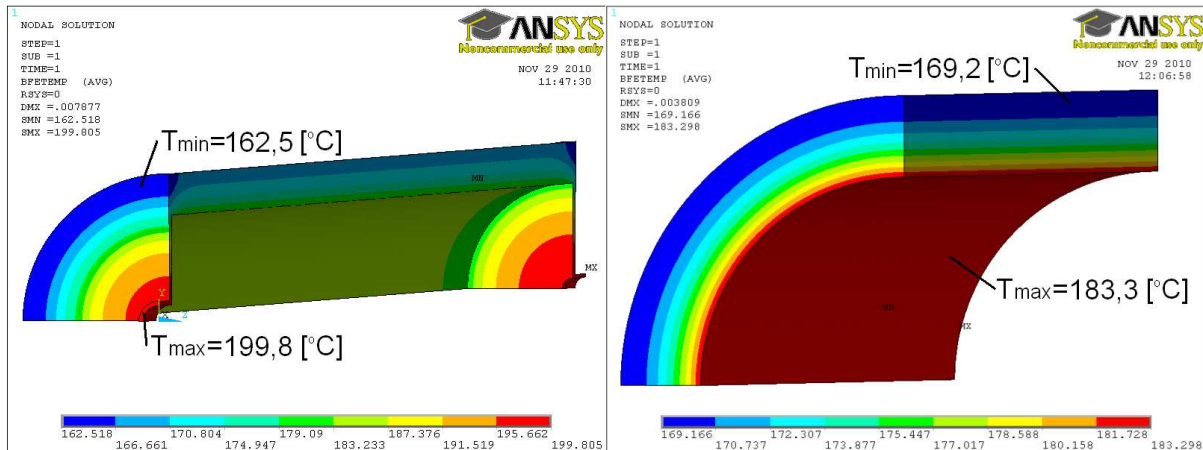 1
NODAL SOLUTION
STEP=1
SUB =1
TIME=1
BFETEMP (AVG)
RSYS=0
DMX =.007877
SMN =162.518
SMX =199.805
ANSYS
Noncommercial use only
NOV 29 2010
11:47:30
Tmin=162,5 [°C]
MN
MX
Y
X
Z
Tmax=199,8 [°C]
162.518 170.804 179.09 187.376 195.662
166.661 174.947 183.233 191.519 199.805
1
NODAL SOLUTION
STEP=1
SUB =1
TIME=1
BFETEMP (AVG)
RSYS=0
DMX =.003809
SMN =169.166
SMX =183.298
ANSYS
Noncommercial use only
NOV 29 2010
12:06:58
Tmin=169,2 [°C]
Tmax=183,3 [°C]
MN
MX
169.166 172.307 175.447 178.588 181.728
170.737 173.877 177.017 180.158 183.298